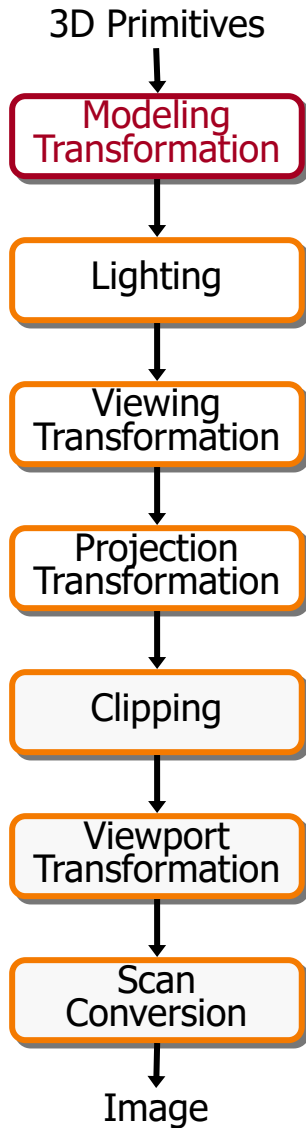 3D Primitives
Modeling
Transformation
Lighting
Viewing
Transformation
Projection
Transformation
Clipping
Viewport
Transformation
Scan
Conversion
Image